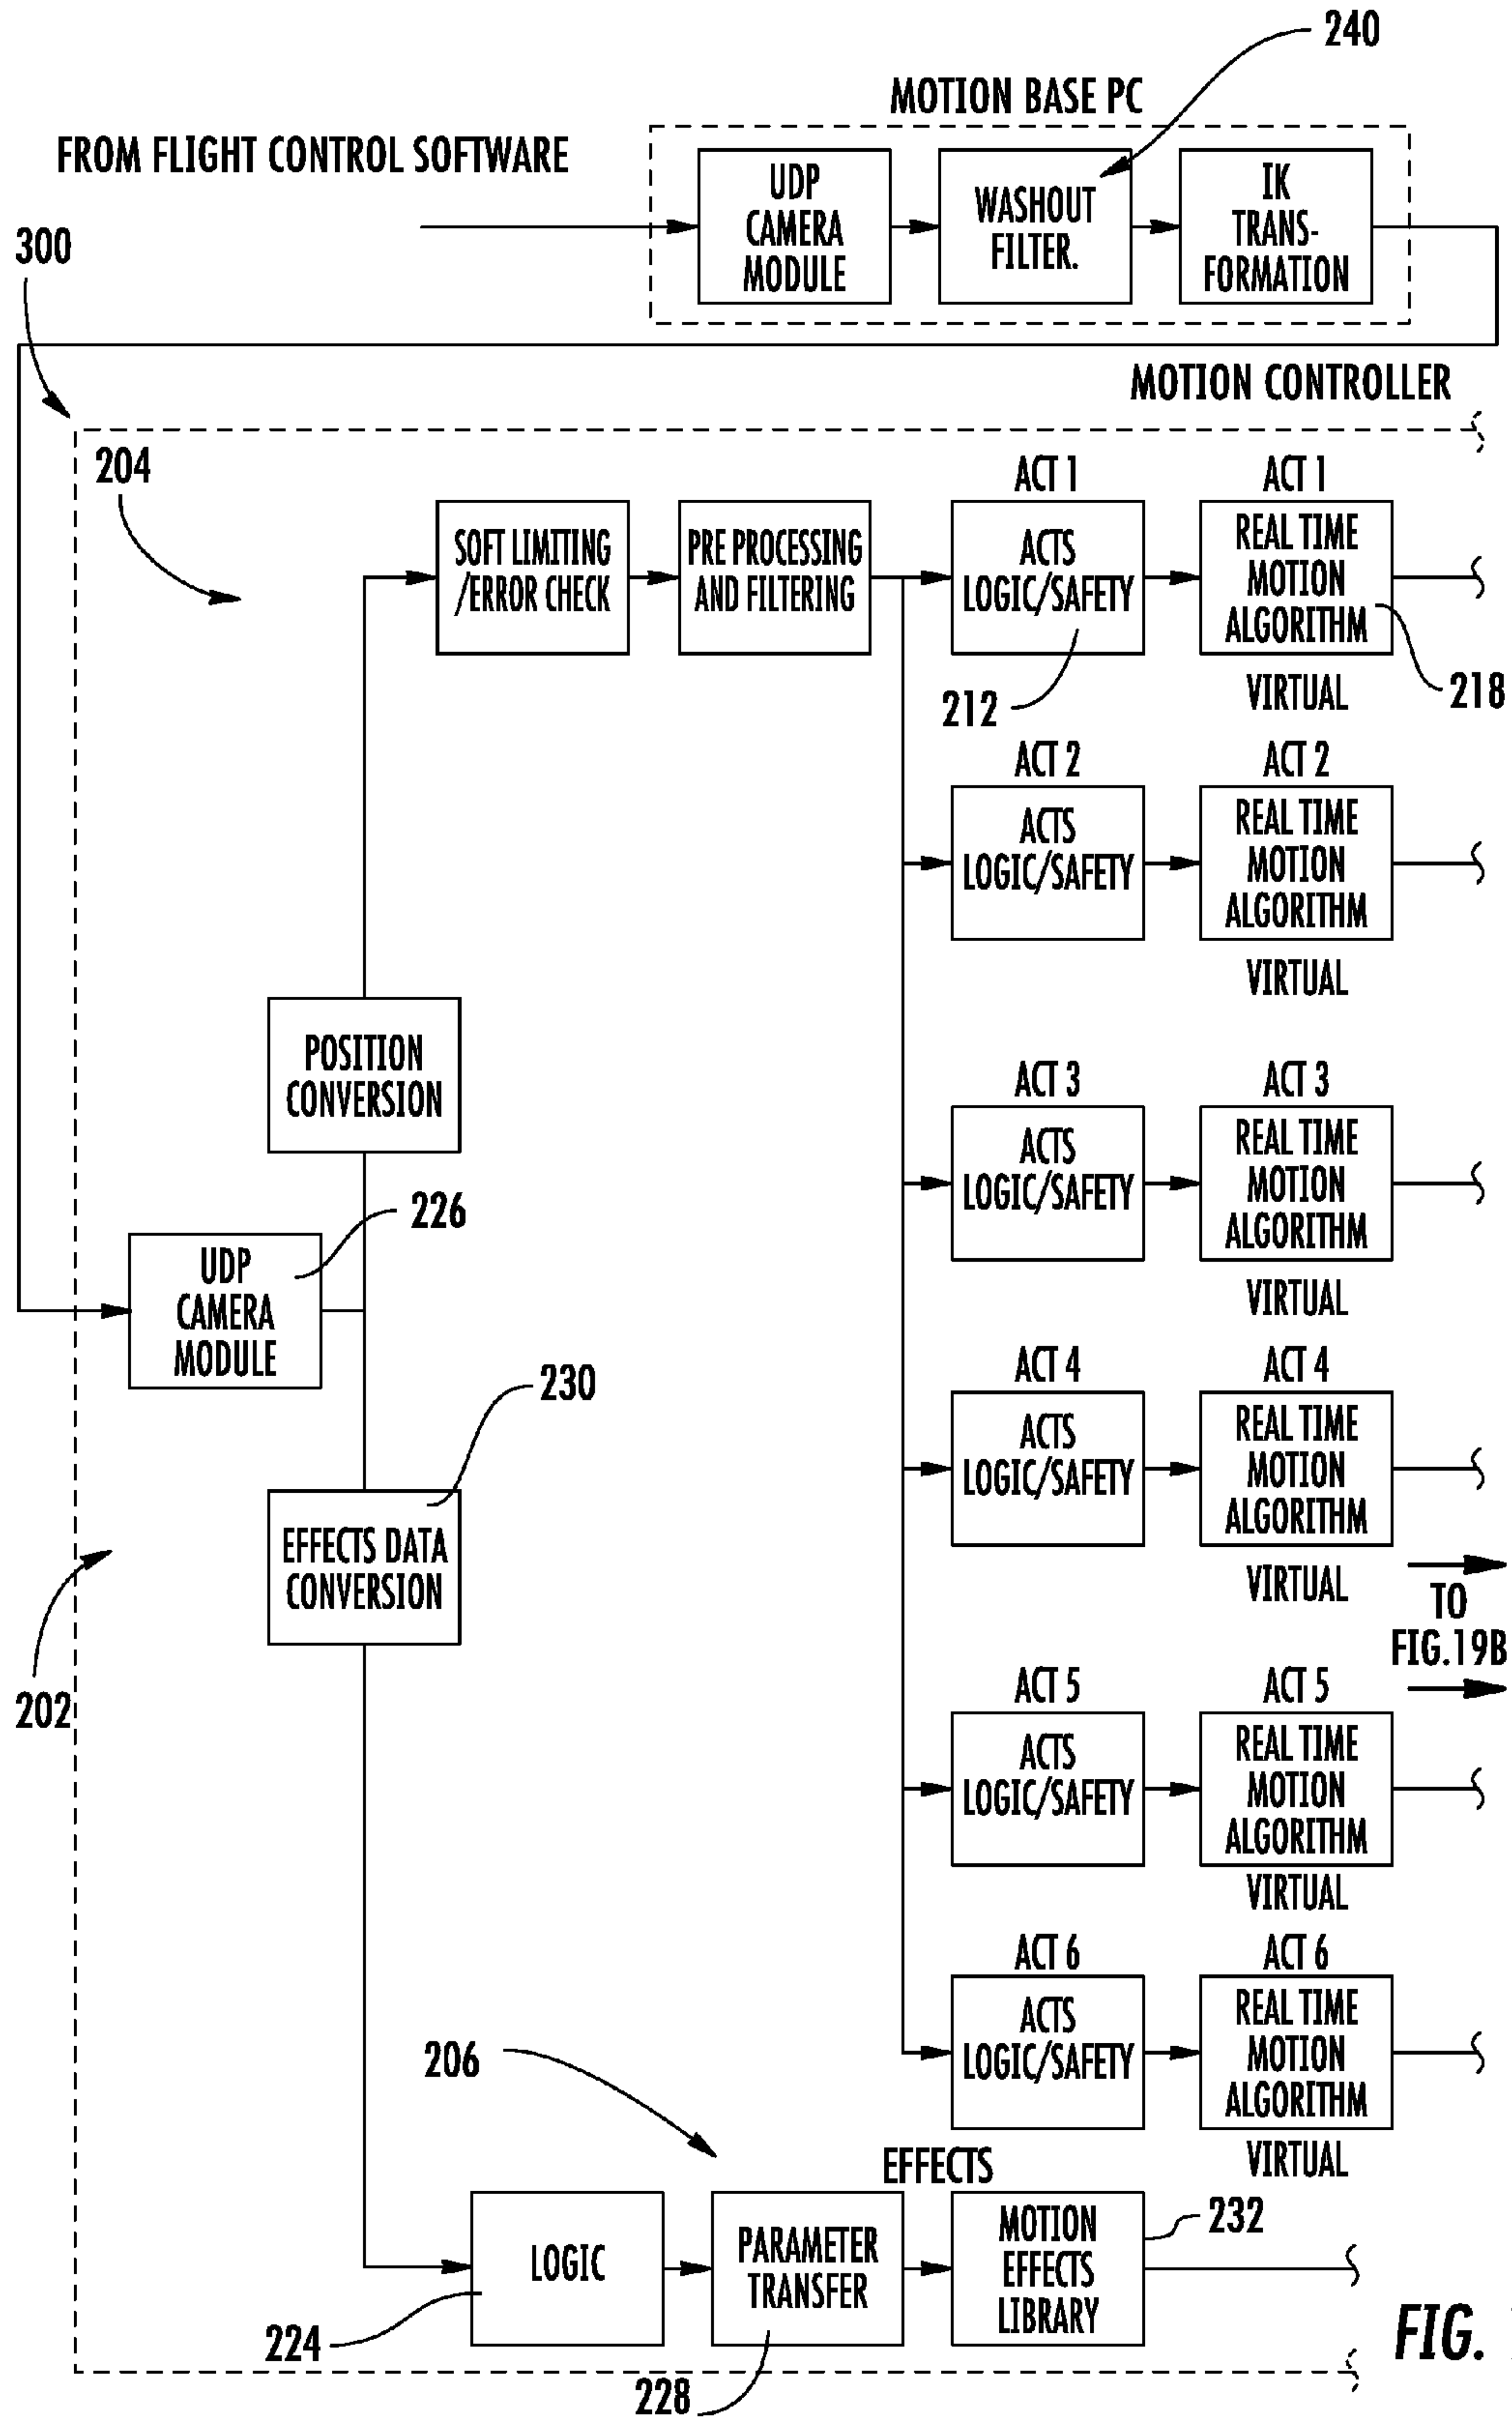 240
MOTION BASE PC
FROM FLIGHT CONTROL SOFTWARE
UDP
CAMERA
MODULE
WASHOUT
FILTER.
IK
TRANS-
FORMATION
300
MOTION CONTROLLER
204
SOFT LIMITING
/ERROR CHECK
PRE PROCESSING
AND FILTERING
ACT 1
ACTS
LOGIC/SAFETY
212
ACT 1
REAL TIME
MOTION
ALGORITHM
VIRTUAL
218
ACT 2
ACTS
LOGIC/SAFETY
ACT 2
REAL TIME
MOTION
ALGORITHM
VIRTUAL
POSITION
CONVERSION
ACT 3
ACTS
LOGIC/SAFETY
ACT 3
REAL TIME
MOTION
ALGORITHM
VIRTUAL
226
UDP
CAMERA
MODULE
230
ACT 4
ACTS
LOGIC/SAFETY
ACT 4
REAL TIME
MOTION
ALGORITHM
VIRTUAL
EFFECTS DATA
CONVERSION
202
TO
FIG.19B
ACT 5
ACTS
LOGIC/SAFETY
ACT 5
REAL TIME
MOTION
ALGORITHM
VIRTUAL
ACT 6
ACTS
LOGIC/SAFETY
ACT 6
REAL TIME
MOTION
ALGORITHM
VIRTUAL
206
EFFECTS
LOGIC
224
PARAMETER
TRANSFER
228
MOTION
EFFECTS
LIBRARY
232
FIG.